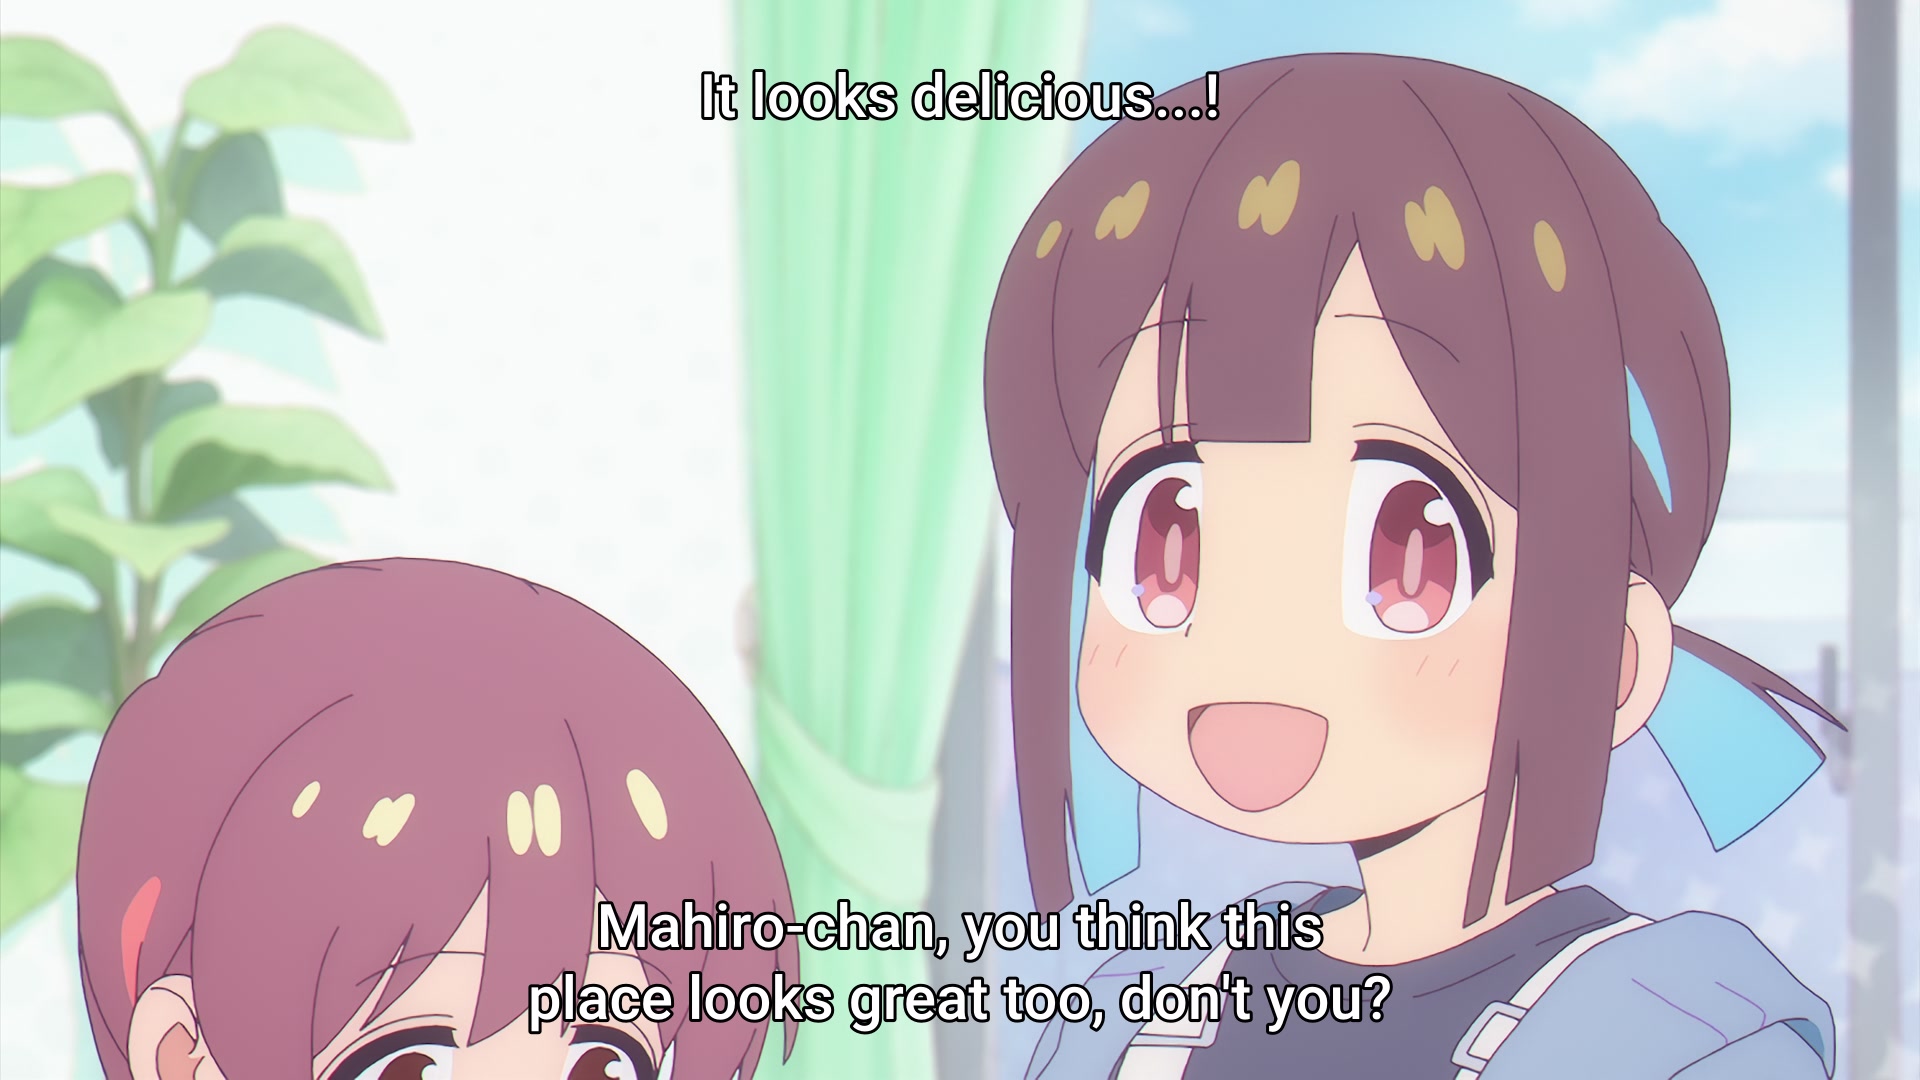 It looks delicious...!
Mahiro-chan, you think this
place looks great too, don't you?